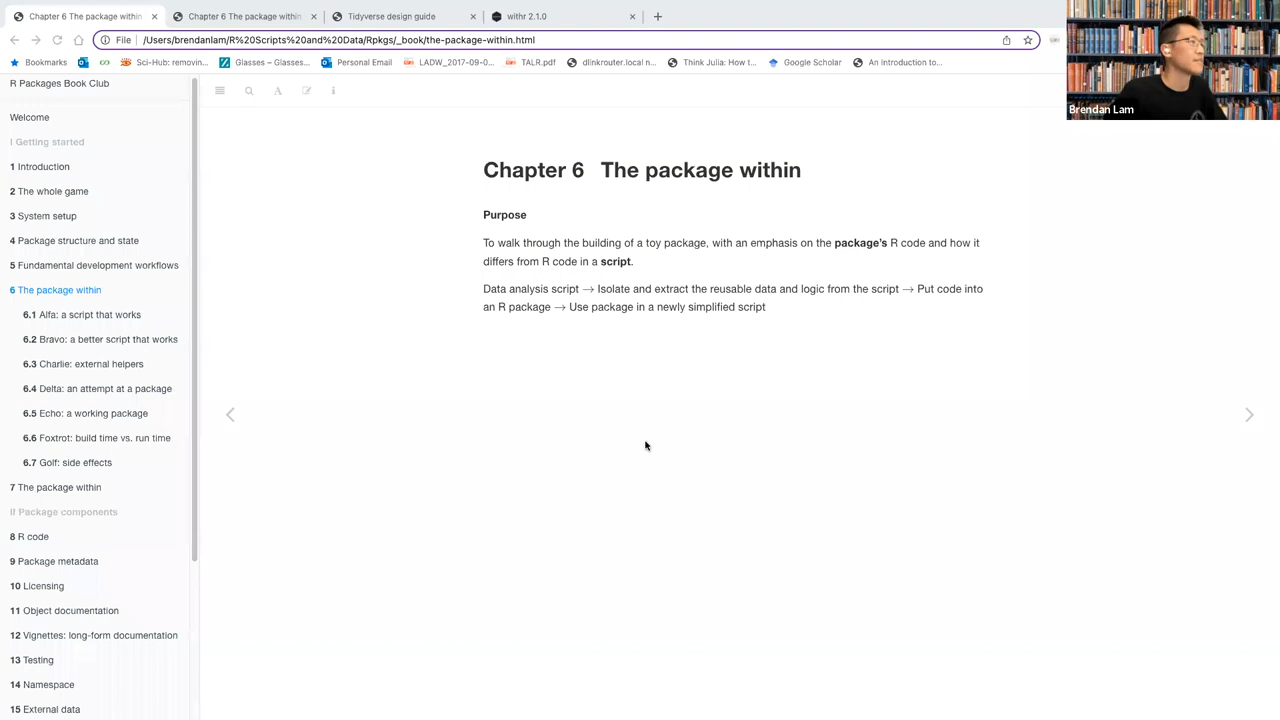 Chapter 6 The package within
Chapter 6 The package within
Tidyverse design guide
withr 2.1.0
File
/Users/brendanlam/R%20Scripts%20and%20Data/Rpkgs/_book/the-package-within.html
Bookmarks
Sci-Hub: removin...
Glasses – Glasses...
Personal Email
LADW_2017-09-0...
TALR.pdf
dlinkrouter.local n...
Think Julia: How t...
Google Scholar
An introduction to...
Brendan Lam
R Packages Book Club
Welcome
I Getting started
1 Introduction
2 The whole game
3 System setup
4 Package structure and state
5 Fundamental development workflows
6 The package within
6.1 Alfa: a script that works
6.2 Bravo: a better script that works
6.3 Charlie: external helpers
6.4 Delta: an attempt at a package
6.5 Echo: a working package
6.6 Foxtrot: build time vs. run time
6.7 Golf: side effects
7 The package within
II Package components
8 R code
9 Package metadata
10 Licensing
11 Object documentation
12 Vignettes: long-form documentation
13 Testing
14 Namespace
15 External data
Chapter 6 The package within
Purpose
To walk through the building of a toy package, with an emphasis on the package's R code and how it
differs from R code in a script.
Data analysis script → Isolate and extract the reusable data and logic from the script → Put code into
an R package → Use package in a newly simplified script